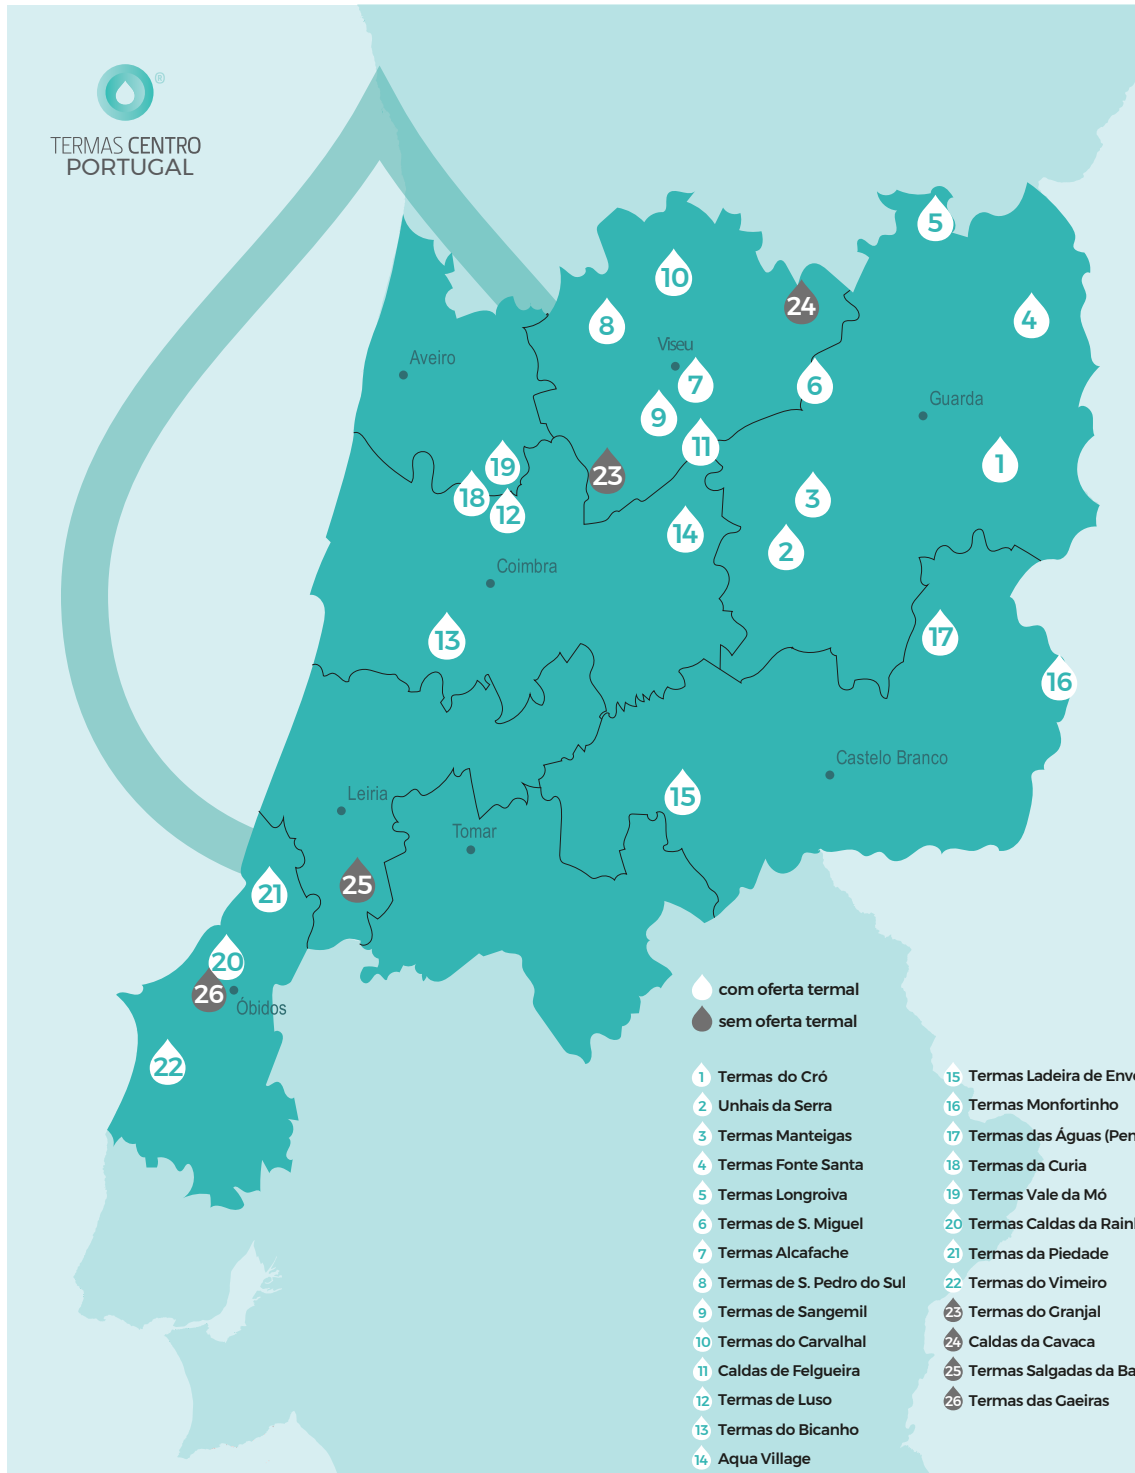 ®
TERMAS CENTRO
PORTUGAL
5
10
24
4
8
Viseu
Aveiro
7
6
Guarda
9
11
1
19
23
18
12
3
14
2
Coimbra
13
17
16
Castelo Branco
15
Leiria
Tomar
25
21
20
26
Óbidos
22
com oferta termal
sem oferta termal
1 Termas do Cró
2 Unhais da Serra
3 Termas Manteigas
4 Termas Fonte Santa
5 Termas Longroiva
6 Termas de S. Miguel
7 Termas Alcafache
8 Termas de S. Pedro do Sul
9 Termas de Sangemil
10 Termas do Carvalhal
11 Caldas de Felgueira
12 Termas de Luso
13 Termas do Bicanho
14 Aqua Village
15 Termas Ladeira de
16 Termas Monfortinho
17 Termas das Águas
18 Termas da Curia
19 Termas Vale da Mó
20 Termas Caldas da
21 Termas da Piedade
22 Termas do Vimeiro
23 Termas do Granjal
24 Caldas da Cavaca
25 Termas Salgadas da
26 Termas das Gaeiras